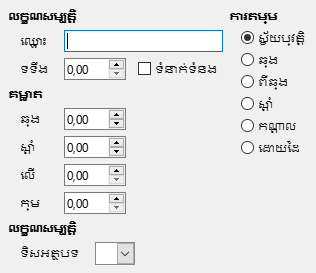 លក្ខណសម្បត្តិ
ឈ្មោះ
ទទឹង 0,00 ទំនាក់ទំនង
គម្លាត
ឆ្វេង 0,00
ស្ដាំ 0,00
លើ 0,00
ក្រោម 0,00
លក្ខណសម្បត្តិ
ទិសអត្ថបទ
ការតម្រឹម
ស្វ័យប្រវត្តិ
ឆ្វេង
ពីឆ្វេង
ស្ដាំ
កណ្ដាល
ដោយដៃ